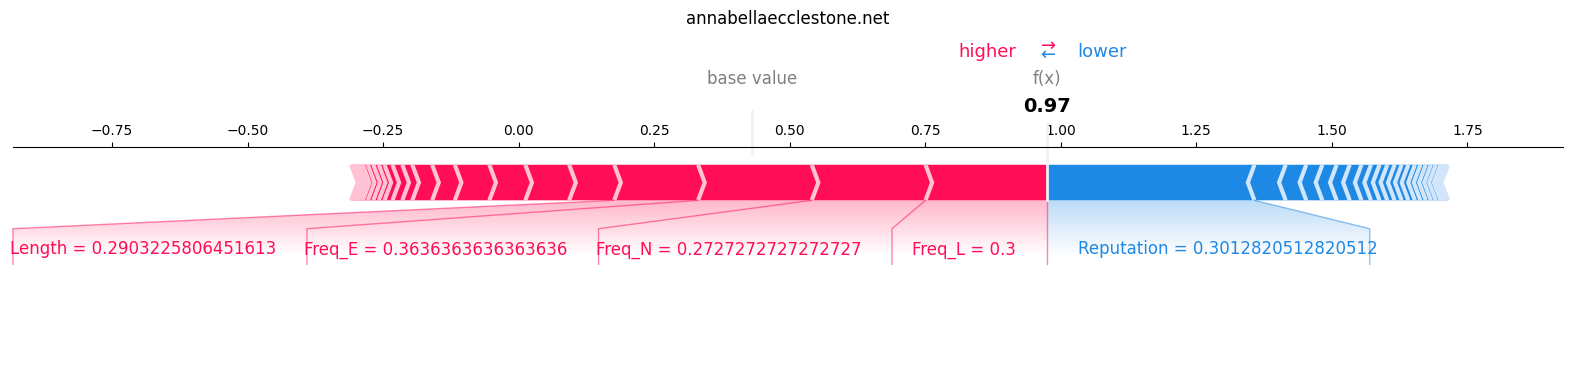 annabellaecclestone.net
higher ⇄ lower
base value f(x)
0.97
−0.75 −0.50 −0.25 0.00 0.25 0.50 0.75 1.00 1.25 1.50 1.75
Length = 0.2903225806451613 Freq_E = 0.3636363636363636 Freq_N = 0.2727272727272727 Freq_L = 0.3 Reputation = 0.3012820512820512